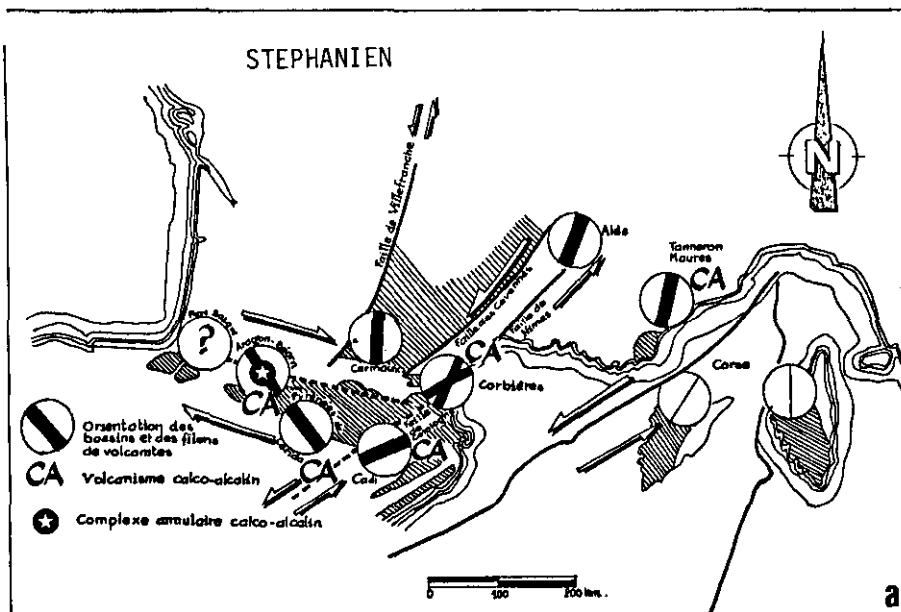 STEPHANIEN
N
Faille de Villefranche
Alès
Tanneron
Maures
CA
Faille des Cévennes
Faille de Nîmes
?
Carmaux
CA
Corbières
Corse
CA
CA
Cadi
CA
Orientation des
bassins et des filons
de volcanites
CA Volcanisme calco-alcalin
Complexe annulaire calco-alcalin
0 100 200 km.
a